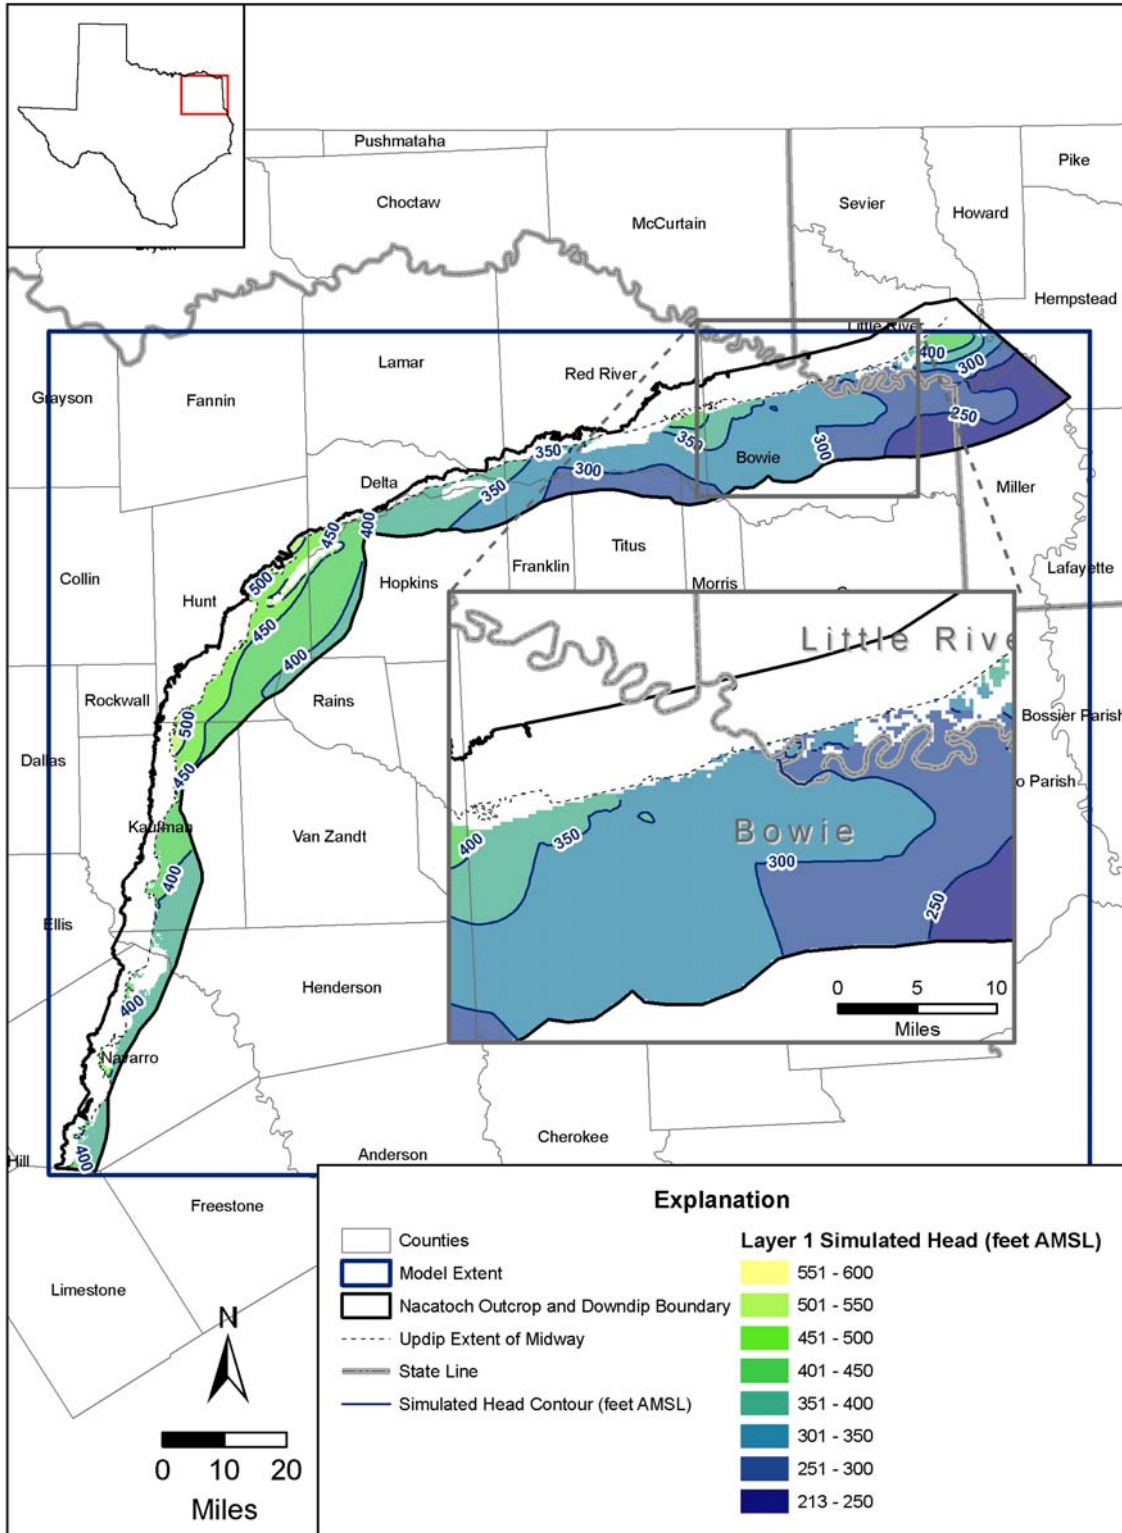 Pushmataha
Pike
Choctaw
Sevier
McCurtain
Howard
Bryan
Hempstead
Little River
400
300
Lamar
Red River
Grayson
Fannin
250
350
350
300
Bowie
300
Delta
350
Miller
450
400
Titus
Franklin
Collin
500
Hopkins
Morris
Lafayette
Hunt
450
400
Little Rive
Rockwall
Rains
500
Bossier Parish
Dallas
450
o Parish
Kaufman
Van Zandt
Bowie
350
400
300
400
250
Ellis
Henderson
400
0 5 10
Miles
Navarro
Cherokee
400
Hill
Anderson
Freestone
Limestone
N
0 10 20
Miles
Explanation
Counties
Model Extent
Nacatoch Outcrop and Downdip Boundary
Updip Extent of Midway
State Line
Simulated Head Contour (feet AMSL)
Layer 1 Simulated Head (feet AMSL)
551 - 600
501 - 550
451 - 500
401 - 450
351 - 400
301 - 350
251 - 300
213 - 250